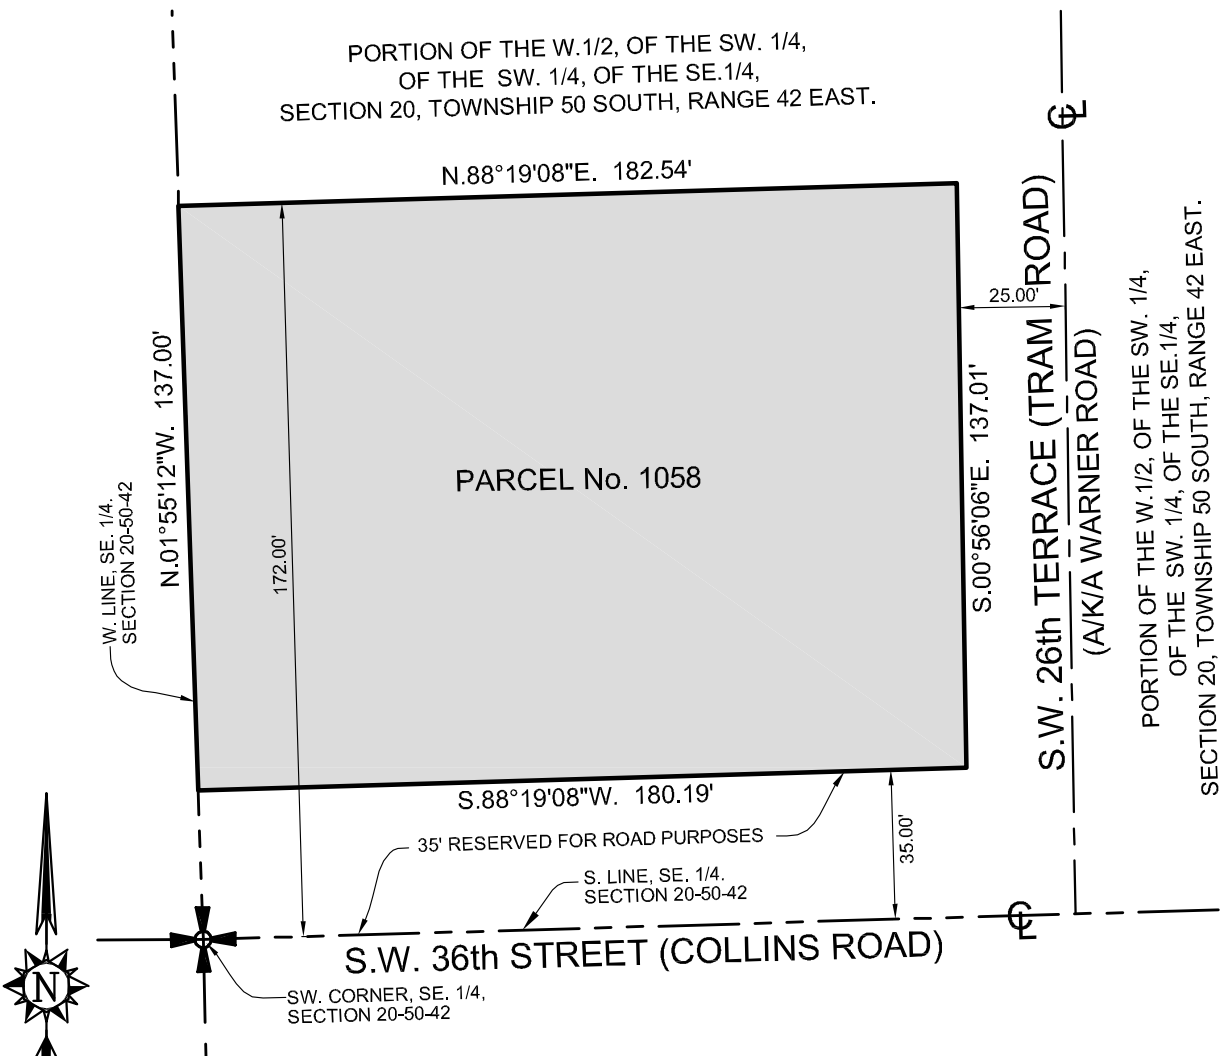 PORTION OF THE W.1/2, OF THE SW. 1/4,
OF THE SW. 1/4, OF THE SE.1/4,
SECTION 20, TOWNSHIP 50 SOUTH, RANGE 42 EAST.
N.88°19'08"E. 182.54'
N.01°55'12"W. 137.00'
W. LINE, SE. 1/4.
SECTION 20-50-42
172.00'
PARCEL No. 1058
25.00'
S.00°56'06"E. 137.01'
S.W. 26th TERRACE (TRAM ROAD)
(A/K/A WARNER ROAD)
PORTION OF THE W.1/2, OF THE SW. 1/4,
OF THE SW. 1/4, OF THE SE.1/4,
SECTION 20, TOWNSHIP 50 SOUTH, RANGE 42 EAST.
S.88°19'08"W. 180.19'
35' RESERVED FOR ROAD PURPOSES
35.00'
S. LINE, SE. 1/4.
SECTION 20-50-42
S.W. 36th STREET (COLLINS ROAD)
SW. CORNER, SE. 1/4,
SECTION 20-50-42
N
℄
℄